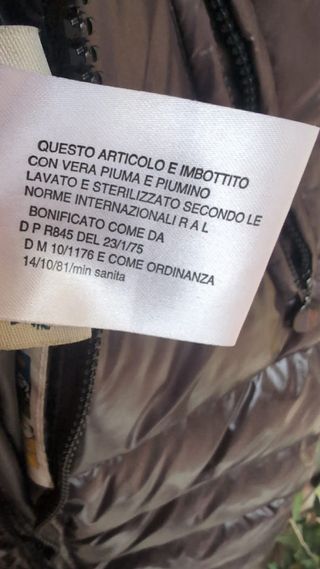 QUESTO ARTICOLO E IMBOTTITO
CON VERA PIUMA E PIUMINO
LAVATO E STERILIZZATO SECONDO LE
NORME INTERNAZIONALI R A L
BONIFICATO COME DA
D P R845 DEL 23/1/75
D M 10/1176 E COME ORDINANZA
14/10/81/min sanita